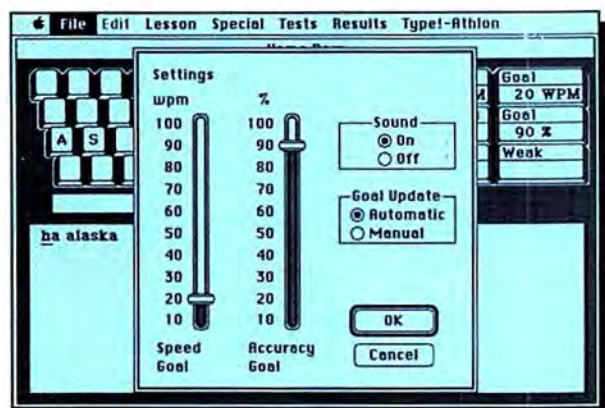 File Edit Lesson Special Tests Results Type!-Athlon
Home Row
Settings
wpm %
100 100
90 90
80 80
70 70
60 60
50 50
40 40
30 30
20 20
10 10
Speed Goal
Accuracy Goal
Sound
On
Off
Goal Update
Automatic
Manual
OK
Cancel
A S
M
Goal
20 WPM
Goal
90 %
Weak
ha alaska